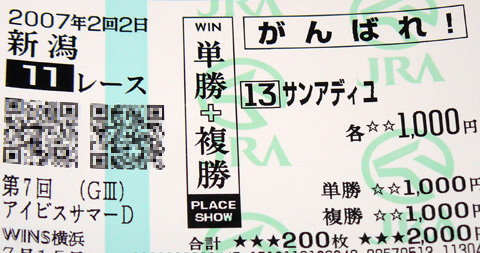 2007年2回2日
新潟
11レース
第7回 (GⅢ)
アイビスサマーD
WINS横浜
WIN
単勝+複勝
PLACE
SHOW
がんばれ!
13 サンアディユ
各☆☆1,000円
単勝 ☆☆1,000円
複勝 ☆☆1,000円
合計 ★★★200枚 ★★★2,000円
JRA
JRA
JRA